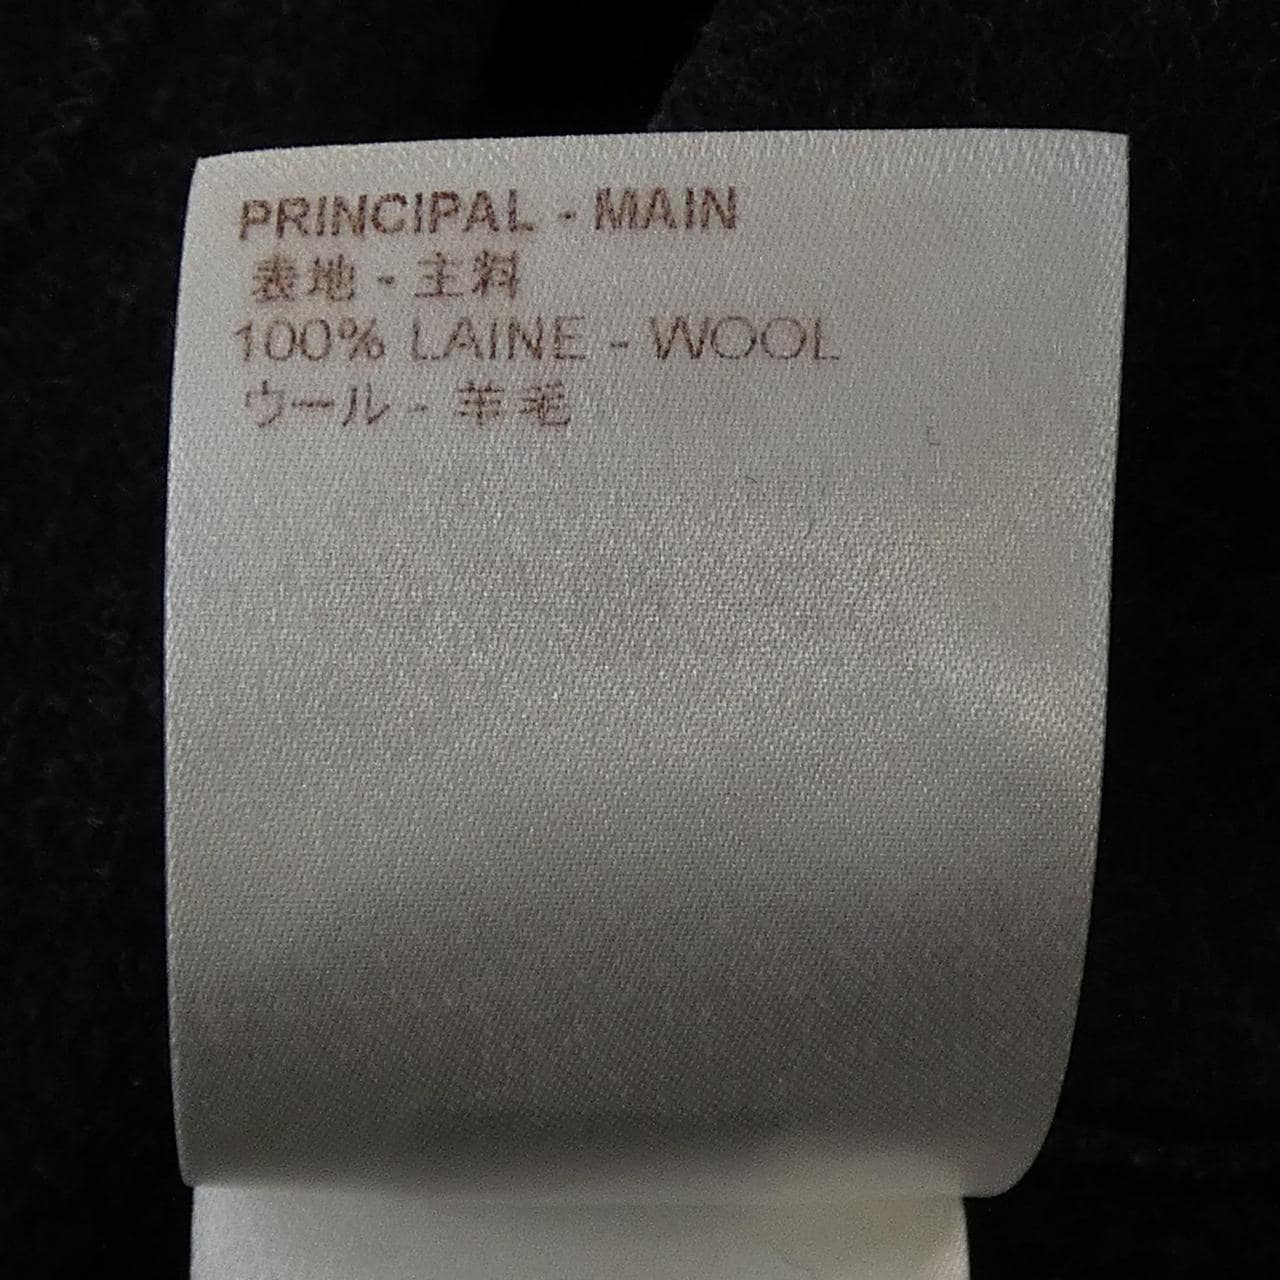 PRINCIPAL - MAIN
表地 - 主料
100% LAINE - WOOL
ウール - 羊毛